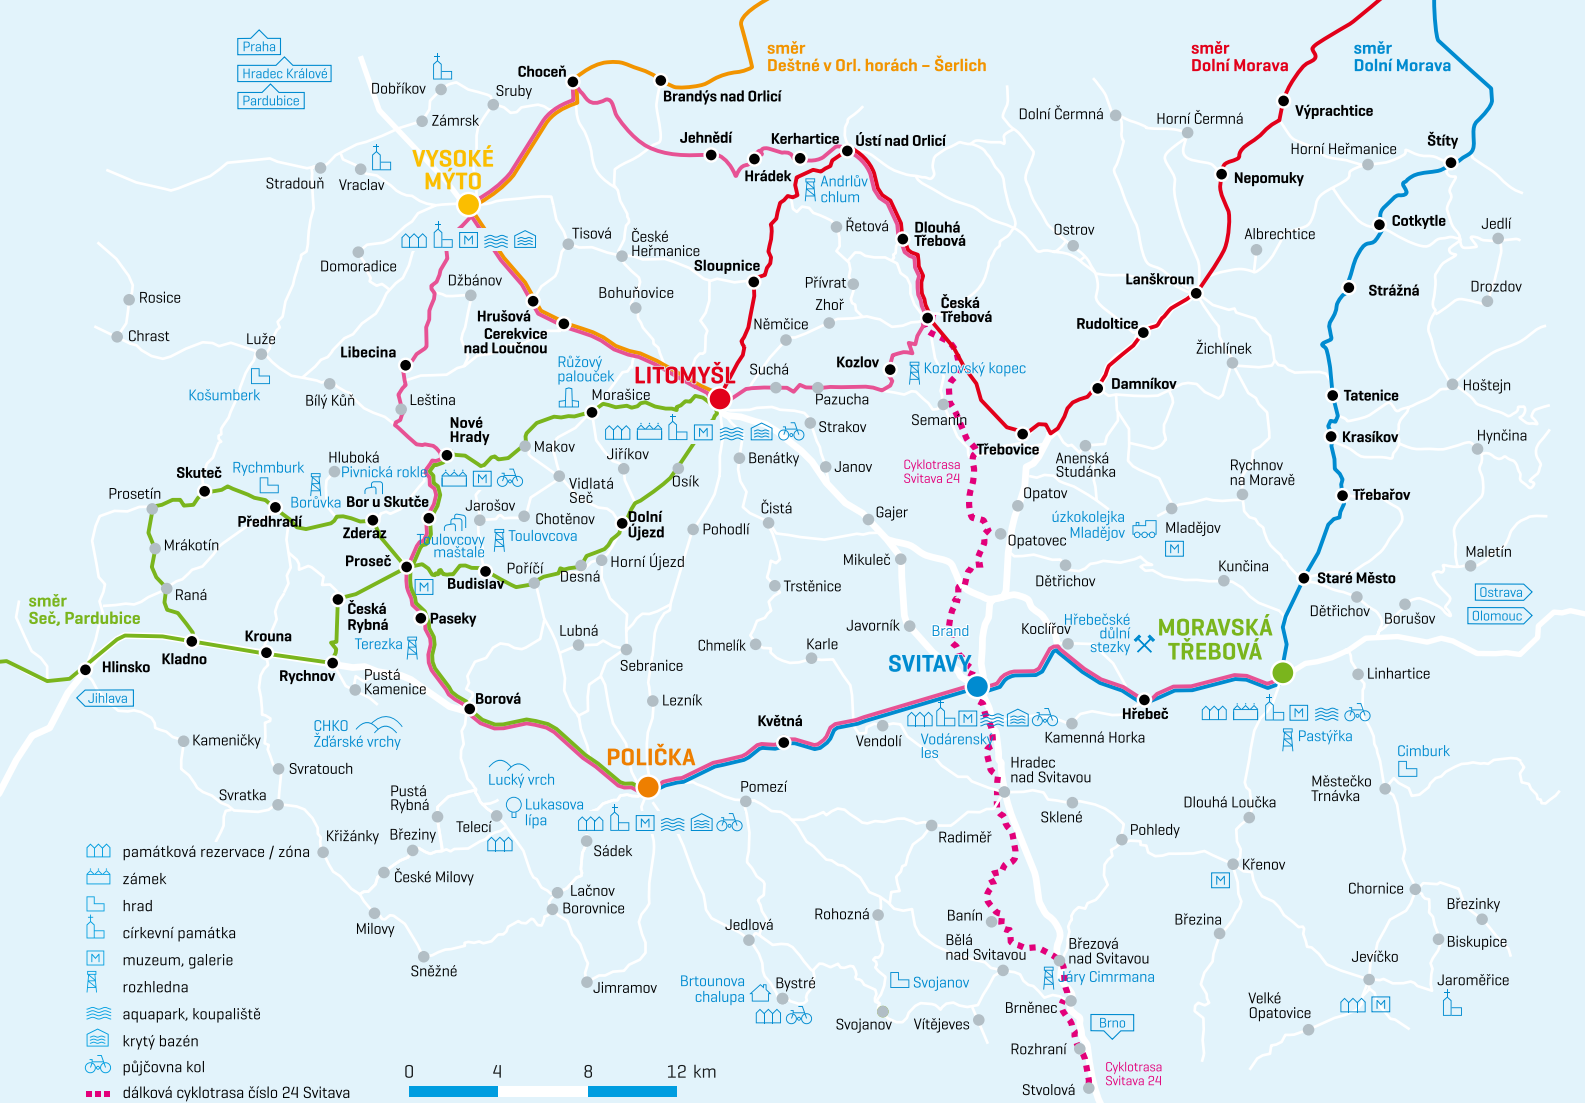 Praha
Hradec Králové
Pardubice
Dobříkov
Sruby
Zámrsk
Choceň
Brandýs nad Orlicí
směr
Deštné v Orl. horách – Šerlich
směr
Dolní Morava
směr
Dolní Morava
Výprachtice
Dolní Čermná
Horní Čermná
Horní Heřmanice
Štíty
Nepomuky
VYSOKÉ
MÝTO
Stradouň
Vraclav
Jehnědí
Kerhartice
Hrádek
Ústí nad Orlicí
Andrlův
chlum
Řetová
Dlouhá
Třebová
Ostrov
Albrechtice
Cotkytle
Jedlí
Tisová
České
Heřmanice
Domoradice
Džbánov
Bohuňovice
Sloupnice
Přívrat
Zhoř
Němčice
Česká
Třebová
Lanškroun
Strážná
Drozdov
Rosice
Chrast
Luže
Košumberk
Bílý Kůň
Libecina
Leština
Hrušová
Cerekvice
nad Loučnou
Růžový
palouček
Morašice
LITOMYŠL
Suchá
Pazucha
Kozlov
Kozlovský kopec
Semanín
Rudoltice
Damníkov
Žichlínek
Tatenice
Hoštejn
Krasíkov
Hynčina
Třebovice
Anenská
Studánka
Nové
Hrady
Makov
Jiříkov
Benátky
Strakov
Janov
Osík
Vidlatá
Seč
Cyklotrasa
Svitava 24
Rychnov
na Moravě
Třebařov
Hluboká
Pivnická rokle
Rychmburk
Borůvka
Skuteč
Prosetín
Předhradí
Zderaz
Bor u Skutče
Jarošov
Chotěnov
Toulovcovy
maštale
Toulovcova
Dolní
Újezd
Pohodlí
Čistá
Gajer
Opatov
Opatovec
úzkokolejka
Mladějov
Mladějov
Maletín
Mrákotín
Proseč
Budislav
Poříčí
Desná
Horní Újezd
Mikuleč
Trstěnice
Dětřichov
Kunčina
Staré Město
Dětřichov
Borušov
Ostrava
Olomouc
směr
Seč, Pardubice
Raná
Česká
Rybná
Paseky
Terezka
Krouna
Kladno
Hlinsko
Rychnov
Pustá
Kamenice
Jihlava
Lubná
Sebranice
Chmelík
Karle
Javorník
Brand
SVITAVY
Koclířov
Hřebečské
důlní
stezky
MORAVSKÁ
TŘEBOVÁ
Linhartice
Borová
Lezník
Květná
Vendolí
Vodárenský
les
Kamenná Horka
Hřebeč
Pastýřka
Cimburk
CHKO
Žďárské vrchy
Kameničky
Svratouch
Svratka
POLIČKA
Lucký vrch
Lukasova
lípa
Pomezí
Hradec
nad Svitavou
Městečko
Trnávka
Pustá
Rybná
Telecí
Sádek
Radiměř
Sklené
Pohledy
Dlouhá Loučka
Křižánky
Březiny
České Milovy
Křenov
Chornice
Březinky
Biskupice
Milovy
Sněžné
Lačnov
Borovnice
Jimramov
Jedlová
Rohozná
Banín
Bělá
nad Svitavou
Březová
nad Svitavou
Járy Cimrmana
Březina
Jevíčko
Jaroměřice
Brtounova
chalupa
Bystré
Svojanov
Svojanov
Vítějeves
Brněnec
Brno
Rozhraní
Stvolová
Cyklotrasa
Svitava 24
Velké
Opatovice
památková rezervace / zóna
zámek
hrad
církevní památka
muzeum, galerie
rozhledna
aquapark, koupaliště
krytý bazén
půjčovna kol
dálková cyklotrasa číslo 24 Svitava
0 4 8 12 km